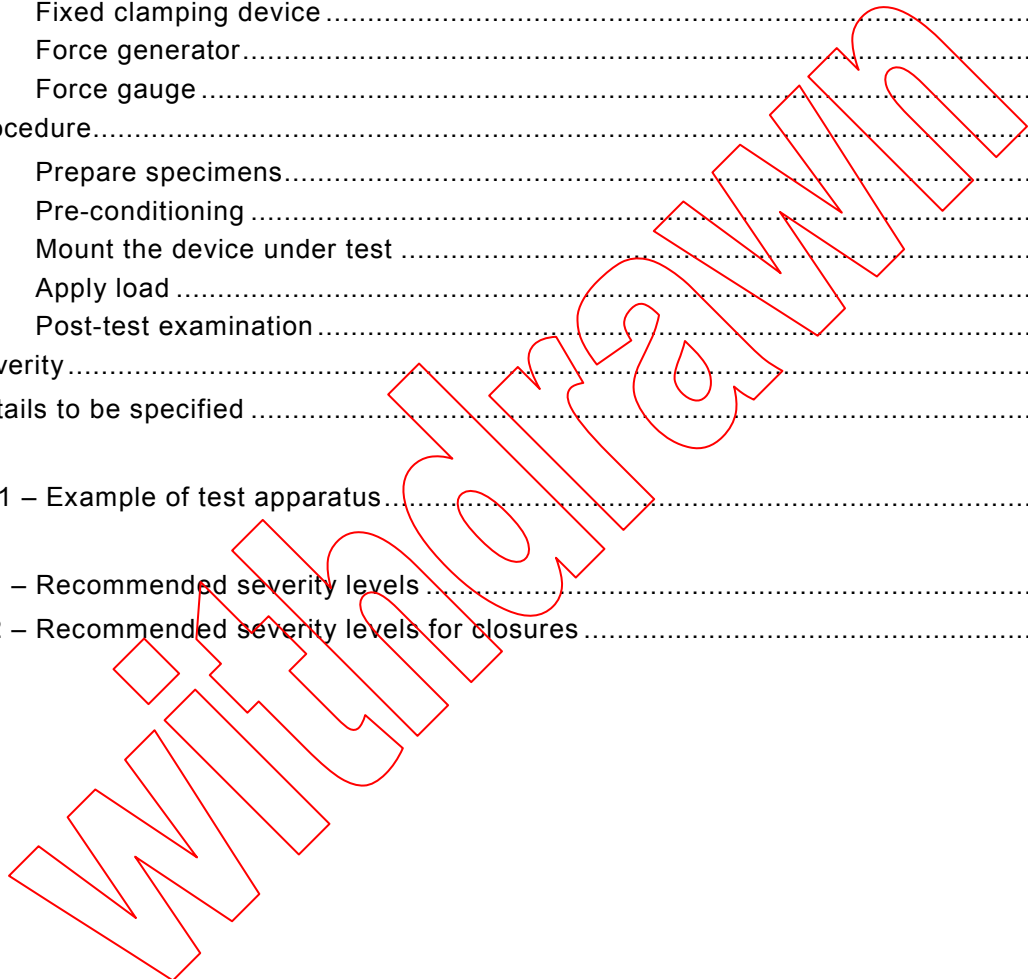 Fixed clamping device
Force generator
Force gauge
ocedure
Prepare specimens
Pre-conditioning
Mount the device under test
Apply load
Post-test examination
verity
tails to be specified
1 – Example of test apparatus
– Recommended severity levels
2 – Recommended severity levels for closures
withdrawn